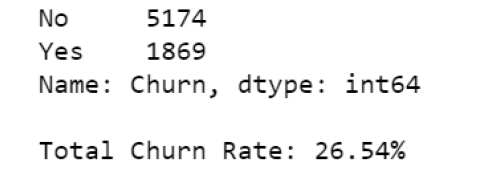 No     5174
Yes    1869
Name: Churn, dtype: int64
Total Churn Rate: 26.54%